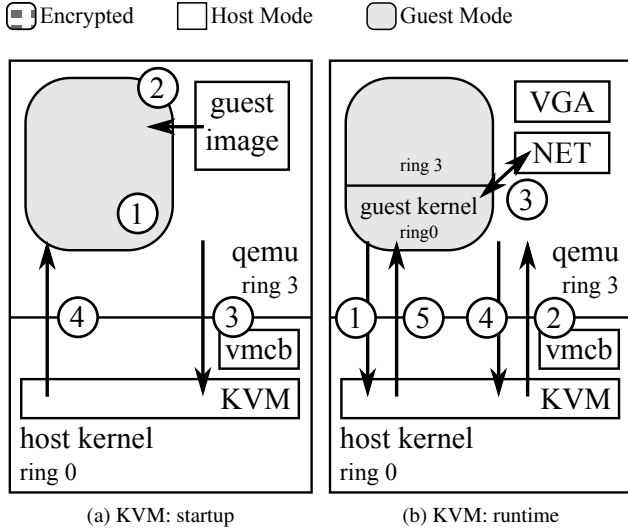 Encrypted Host Mode Guest Mode
2
guest
image
1
qemu
ring 3
4
3
vmcb
KVM
host kernel
ring 0
(a) KVM: startup
VGA
NET
ring 3
guest kernel
ring0
3
qemu
ring 3
1
5
4
2
vmcb
KVM
host kernel
ring 0
(b) KVM: runtime